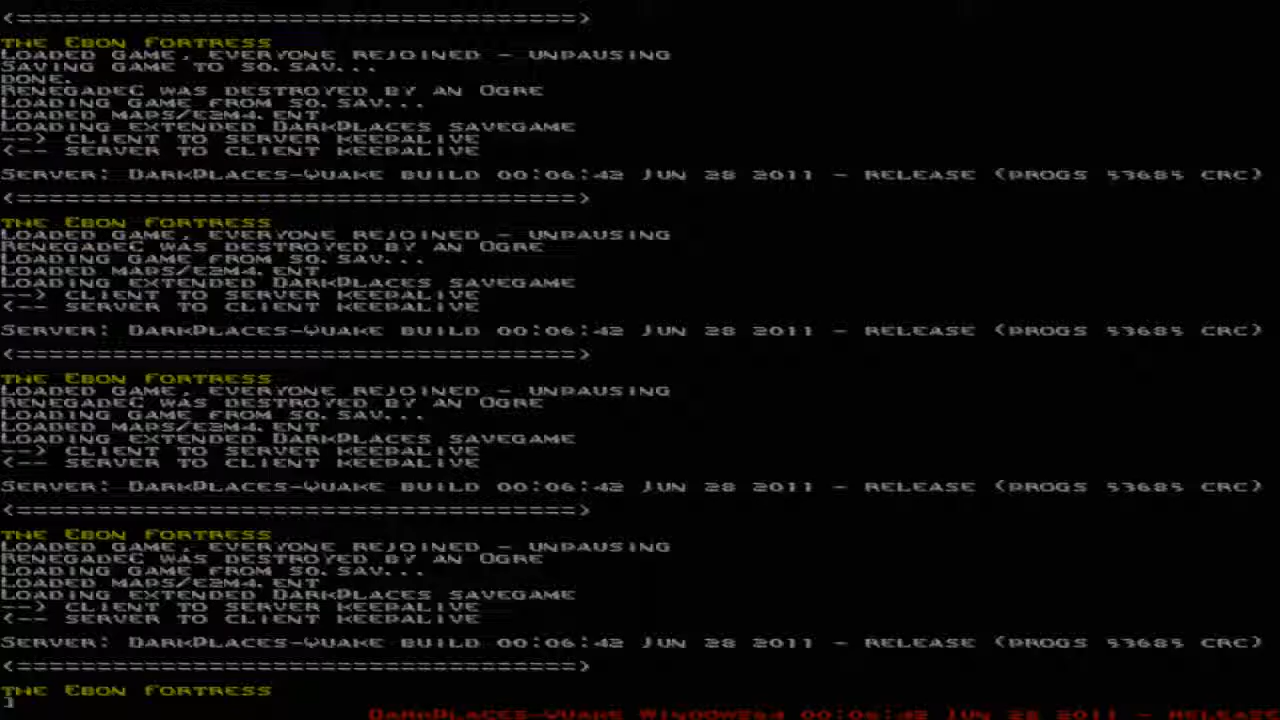 <===================================>
the Ebon Fortress
Loaded game, everyone rejoined - unpausing
Saving game to s0.sav...
done.
RenegadeC was destroyed by an Ogre
Loading game from s0.sav...
Loaded maps/e2m4.ent
Loading extended DarkPlaces savegame
--> client to server keepalive
<-- server to client keepalive
Server: DarkPlaces-Quake build 00:06:42 Jun 28 2011 - release (progs 53685 crc)
<===================================>
the Ebon Fortress
Loaded game, everyone rejoined - unpausing
RenegadeC was destroyed by an Ogre
Loading game from s0.sav...
Loaded maps/e2m4.ent
Loading extended DarkPlaces savegame
--> client to server keepalive
<-- server to client keepalive
Server: DarkPlaces-Quake build 00:06:42 Jun 28 2011 - release (progs 53685 crc)
<===================================>
the Ebon Fortress
Loaded game, everyone rejoined - unpausing
RenegadeC was destroyed by an Ogre
Loading game from s0.sav...
Loaded maps/e2m4.ent
Loading extended DarkPlaces savegame
--> client to server keepalive
<-- server to client keepalive
Server: DarkPlaces-Quake build 00:06:42 Jun 28 2011 - release (progs 53685 crc)
<===================================>
the Ebon Fortress
Loaded game, everyone rejoined - unpausing
RenegadeC was destroyed by an Ogre
Loading game from s0.sav...
Loaded maps/e2m4.ent
Loading extended DarkPlaces savegame
--> client to server keepalive
<-- server to client keepalive
Server: DarkPlaces-Quake build 00:06:42 Jun 28 2011 - release (progs 53685 crc)
<===================================>
the Ebon Fortress
]
DarkPlaces-Quake Windows64 00:06:42 Jun 28 2011 - release